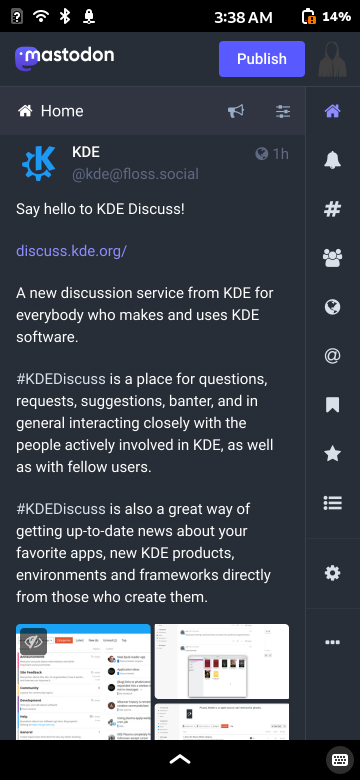 3:38 AM
14%
mastodon
Publish
Home
KDE
1h
@kde@floss.social
Say hello to KDE Discuss!
discuss.kde.org/
A new discussion service from KDE for
everybody who makes and uses KDE
software.
#KDEDiscuss is a place for questions,
requests, suggestions, banter, and in
general interacting closely with the
people actively involved in KDE, as well
as with fellow users.
#KDEDiscuss is also a great way of
getting up-to-date news about your
favorite apps, new KDE products,
environments and frameworks directly
from those who create them.
Site Feedback
Community
Development